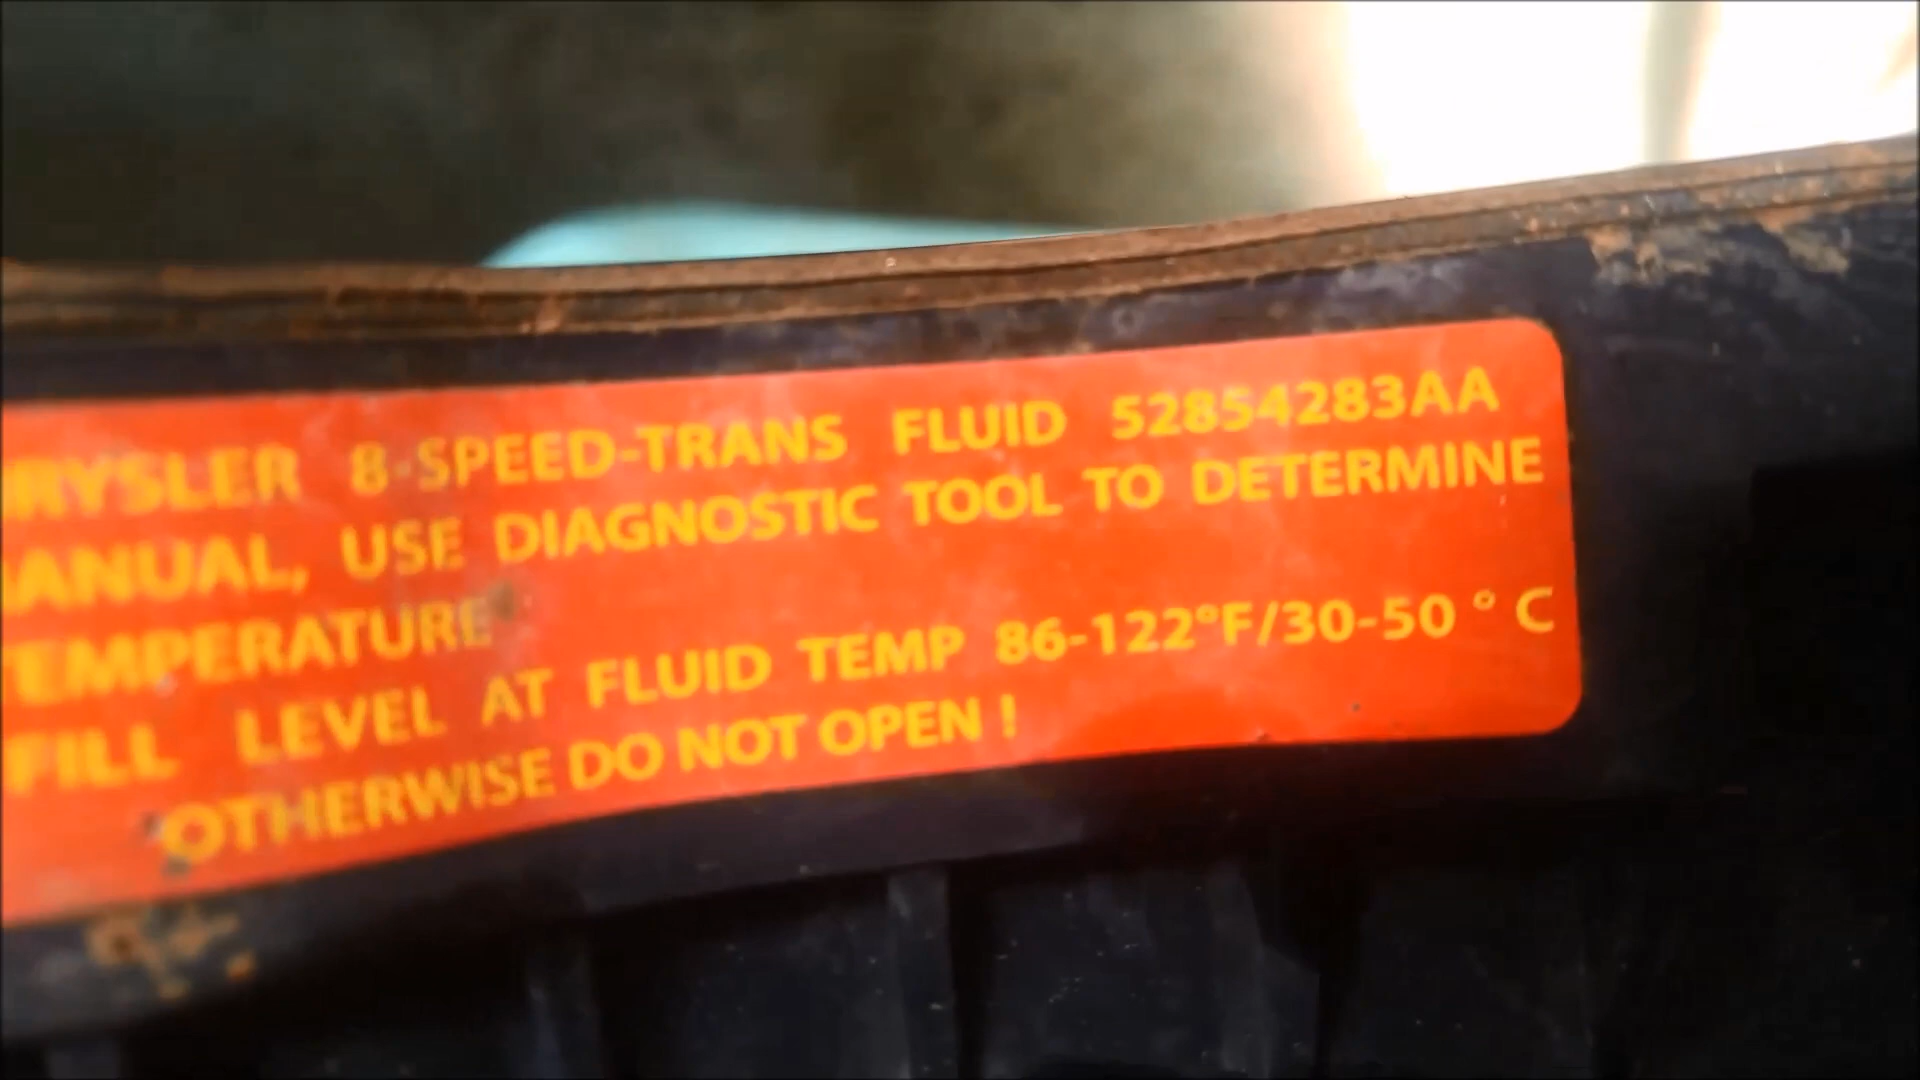 RYSLER 8-SPEED-TRANS FLUID 52854283AA
ANUAL, USE DIAGNOSTIC TOOL TO DETERMINE
TEMPERATURE
FILL LEVEL AT FLUID TEMP 86-122°F/30-50 ° C
OTHERWISE DO NOT OPEN !